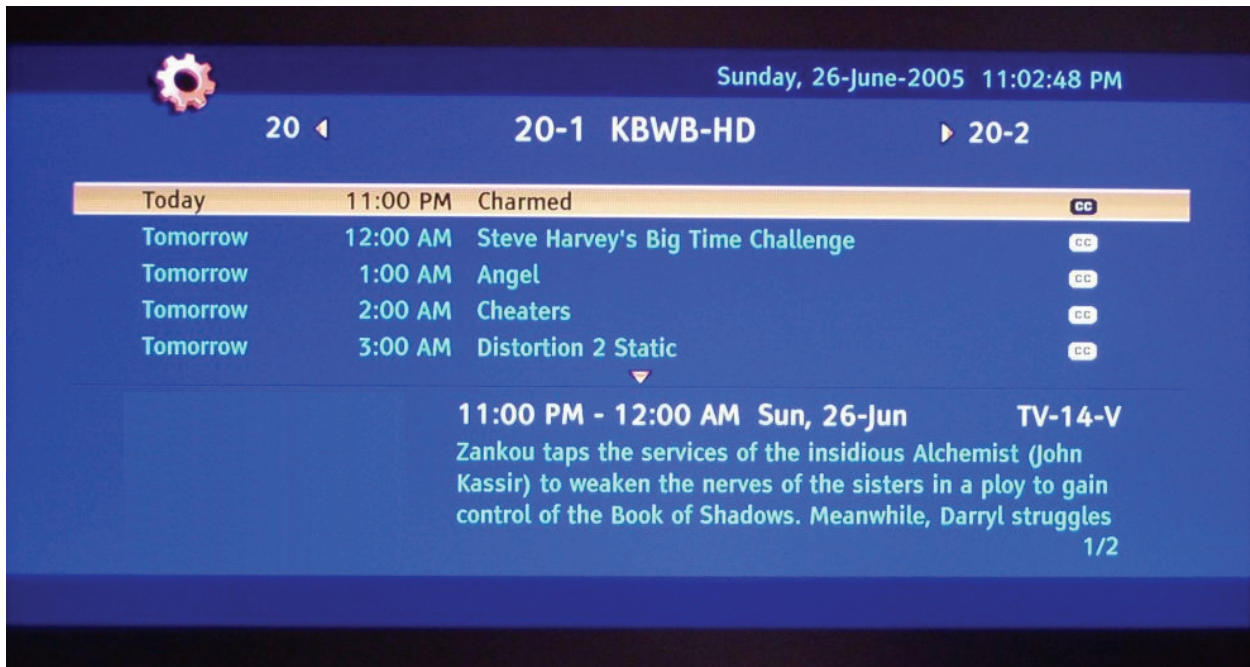 Sunday, 26-June-2005 11:02:48 PM
20 20-1 KBWB-HD 20-2
Today 11:00 PM Charmed CC
Tomorrow 12:00 AM Steve Harvey's Big Time Challenge CC
Tomorrow 1:00 AM Angel CC
Tomorrow 2:00 AM Cheaters CC
Tomorrow 3:00 AM Distortion 2 Static CC
11:00 PM - 12:00 AM Sun, 26-Jun TV-14-V
Zankou taps the services of the insidious Alchemist (John
Kassir) to weaken the nerves of the sisters in a ploy to gain
control of the Book of Shadows. Meanwhile, Darryl struggles
1/2